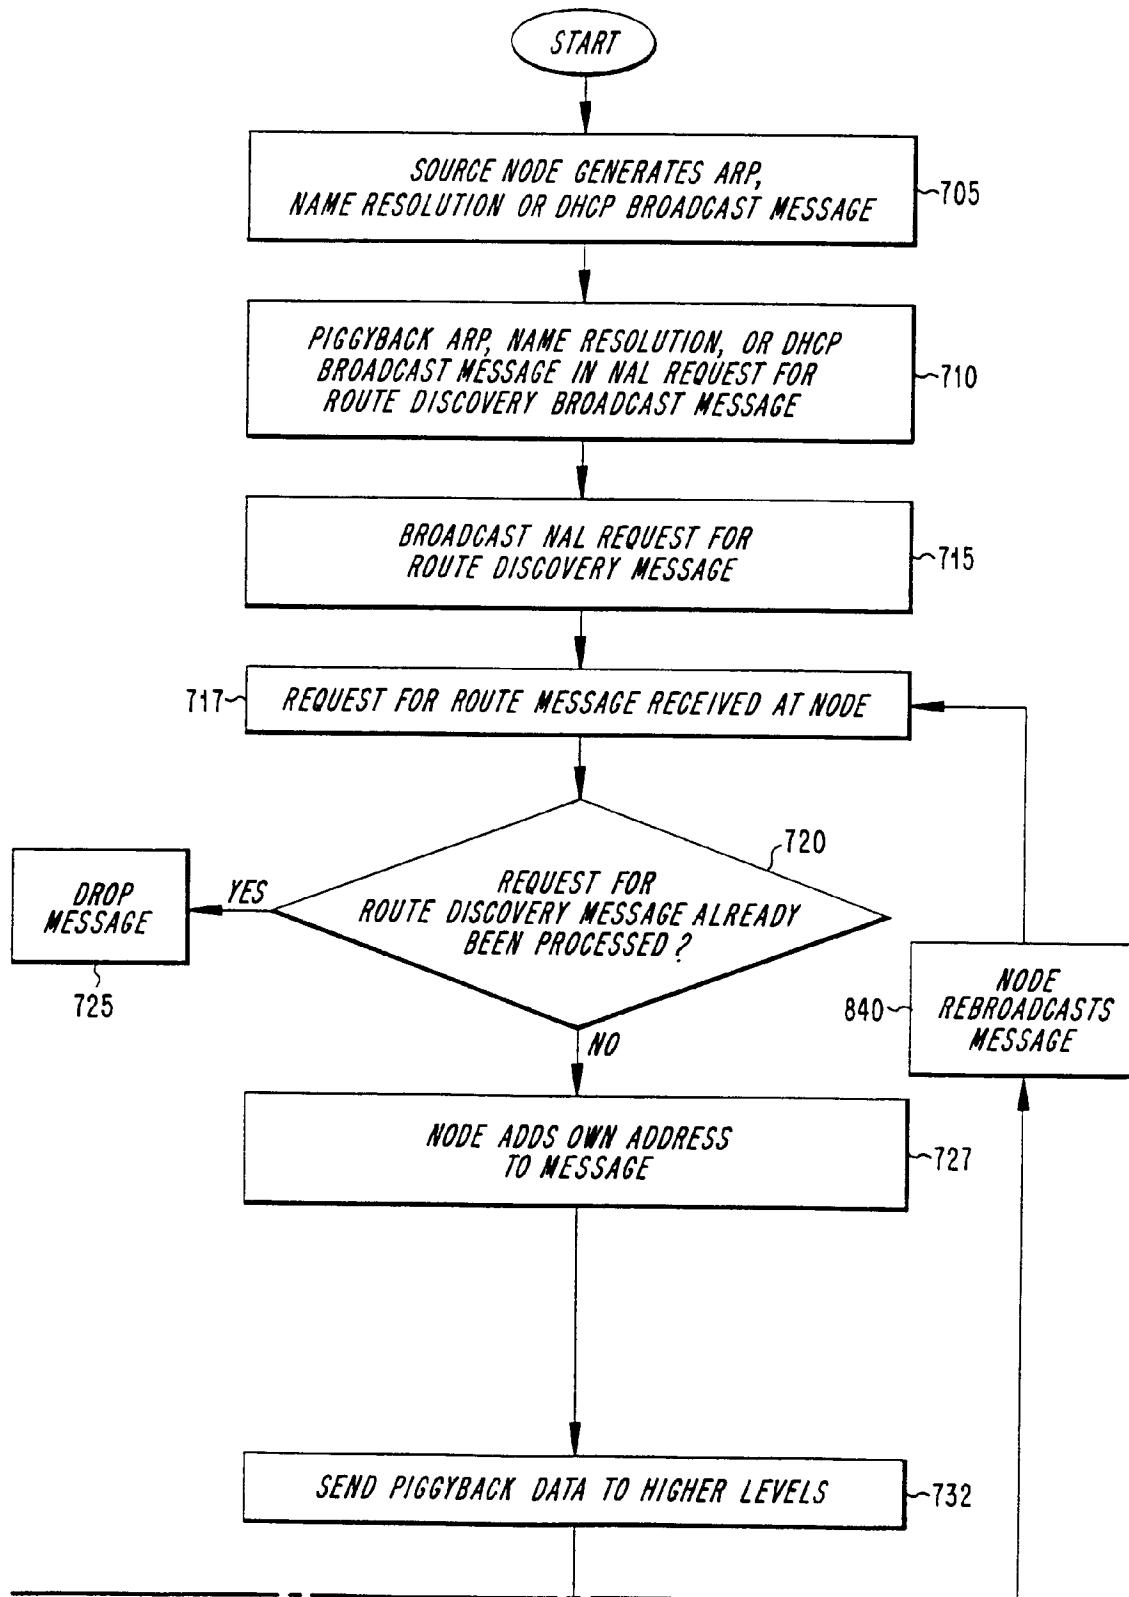 START
SOURCE NODE GENERATES ARP,
NAME RESOLUTION OR DHCP BROADCAST MESSAGE
705
PIGGYBACK ARP, NAME RESOLUTION, OR DHCP
BROADCAST MESSAGE IN NAL REQUEST FOR
ROUTE DISCOVERY BROADCAST MESSAGE
710
BROADCAST NAL REQUEST FOR
ROUTE DISCOVERY MESSAGE
715
717
REQUEST FOR ROUTE MESSAGE RECEIVED AT NODE
720
REQUEST FOR
ROUTE DISCOVERY MESSAGE ALREADY
BEEN PROCESSED ?
YES
DROP
MESSAGE
725
NODE
REBROADCASTS
MESSAGE
840
NO
NODE ADDS OWN ADDRESS
TO MESSAGE
727
SEND PIGGYBACK DATA TO HIGHER LEVELS
732